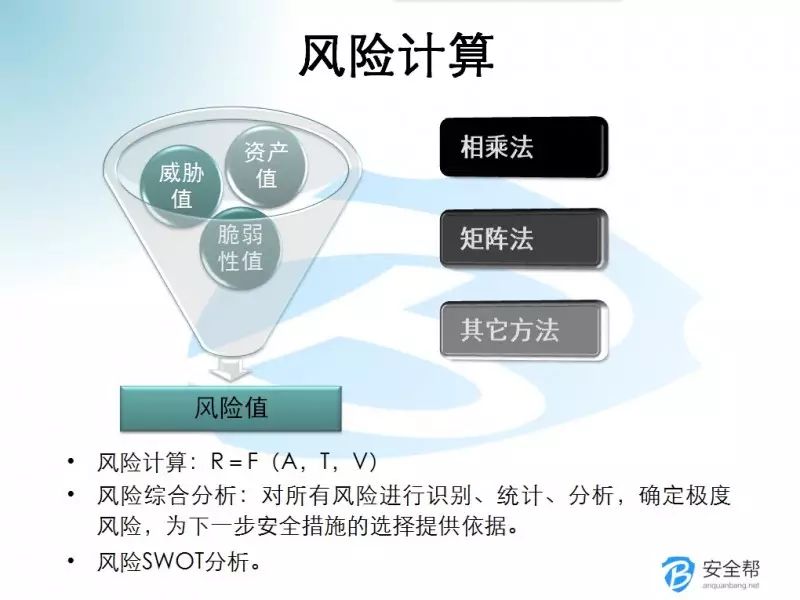 风险计算
资产
值
威胁
值
脆弱
性值
风险值
相乘法
矩阵法
其它方法
• 风险计算：R＝F（A，T，V）
• 风险综合分析：对所有风险进行识别、统计、分析，确定极度
风险，为下一步安全措施的选择提供依据。
• 风险SWOT分析。
安全帮
anquanbang.net